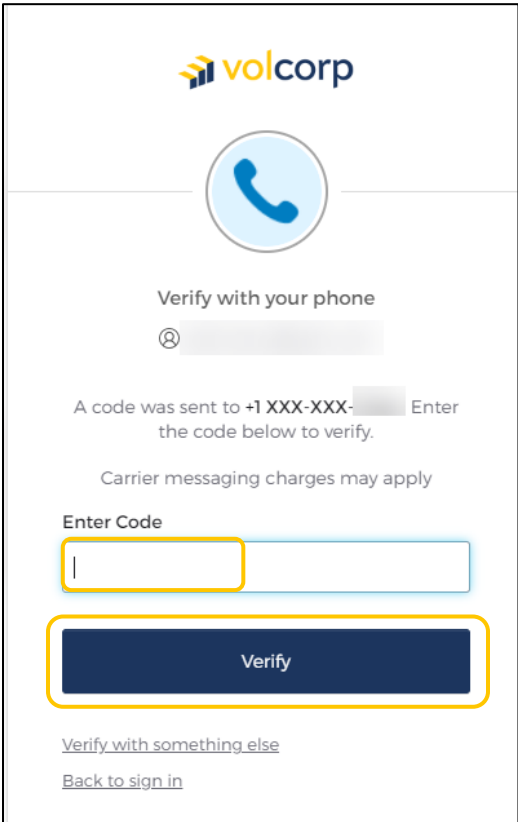 volcorp
Verify with your phone
A code was sent to +1 XXX-XXX- Enter
the code below to verify.
Carrier messaging charges may apply
Enter Code
Verify
Verify with something else
Back to sign in